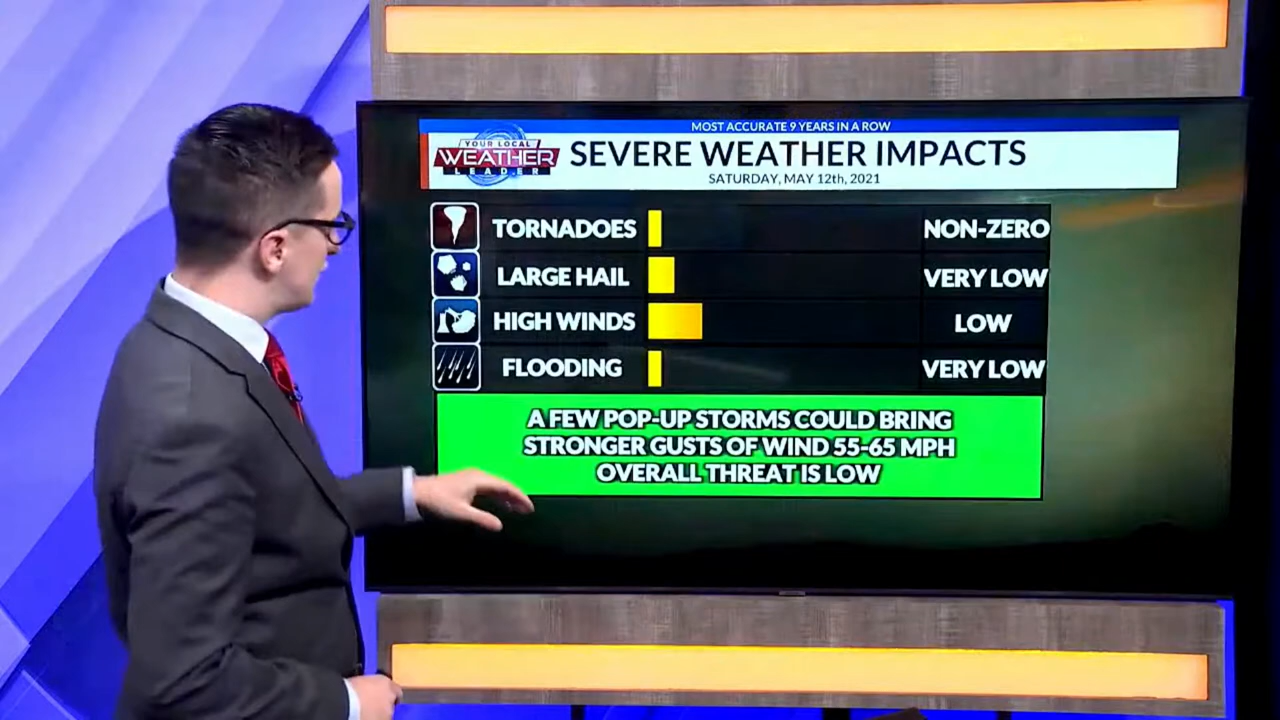 MOST ACCURATE 9 YEARS IN A ROW
YOUR LOCAL
WEATHER
LEADER
SEVERE WEATHER IMPACTS
SATURDAY, MAY 12th, 2021
TORNADOES NON-ZERO
LARGE HAIL VERY LOW
HIGH WINDS LOW
FLOODING VERY LOW
A FEW POP-UP STORMS COULD BRING
STRONGER GUSTS OF WIND 55-65 MPH
OVERALL THREAT IS LOW